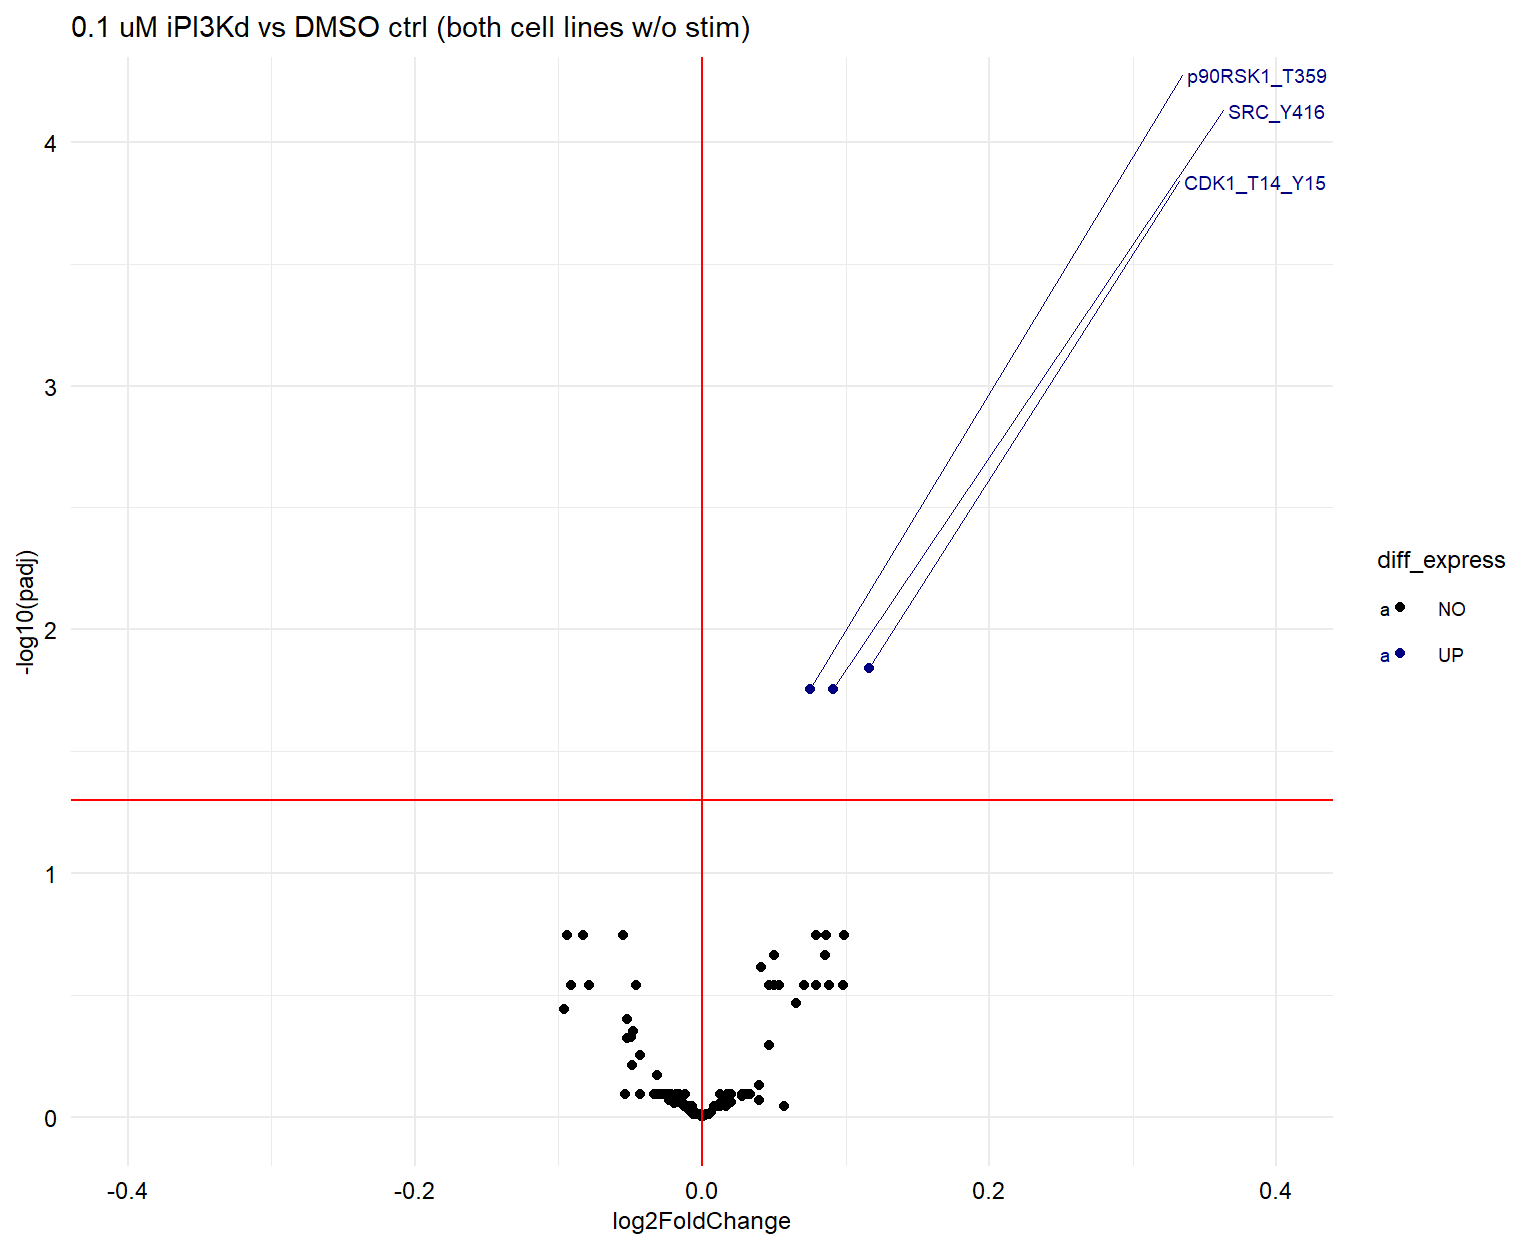 0.1 uM iPI3Kd vs DMSO ctrl (both cell lines w/o stim)
p90RSK1_T359
SRC_Y416
CDK1_T14_Y15
4
3
2
1
0
-log10(padj)
-0.4
-0.2
0.0
0.2
0.4
log2FoldChange
diff_express
a NO
a UP